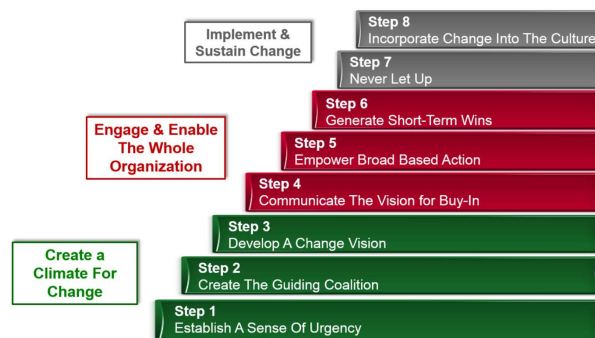 Implement &
Sustain Change
Step 8
Incorporate Change Into The Culture
Step 7
Never Let Up
Engage & Enable
The Whole
Organization
Step 6
Generate Short-Term Wins
Step 5
Empower Broad Based Action
Step 4
Communicate The Vision for Buy-In
Create a
Climate For
Change
Step 3
Develop A Change Vision
Step 2
Create The Guiding Coalition
Step 1
Establish A Sense Of Urgency